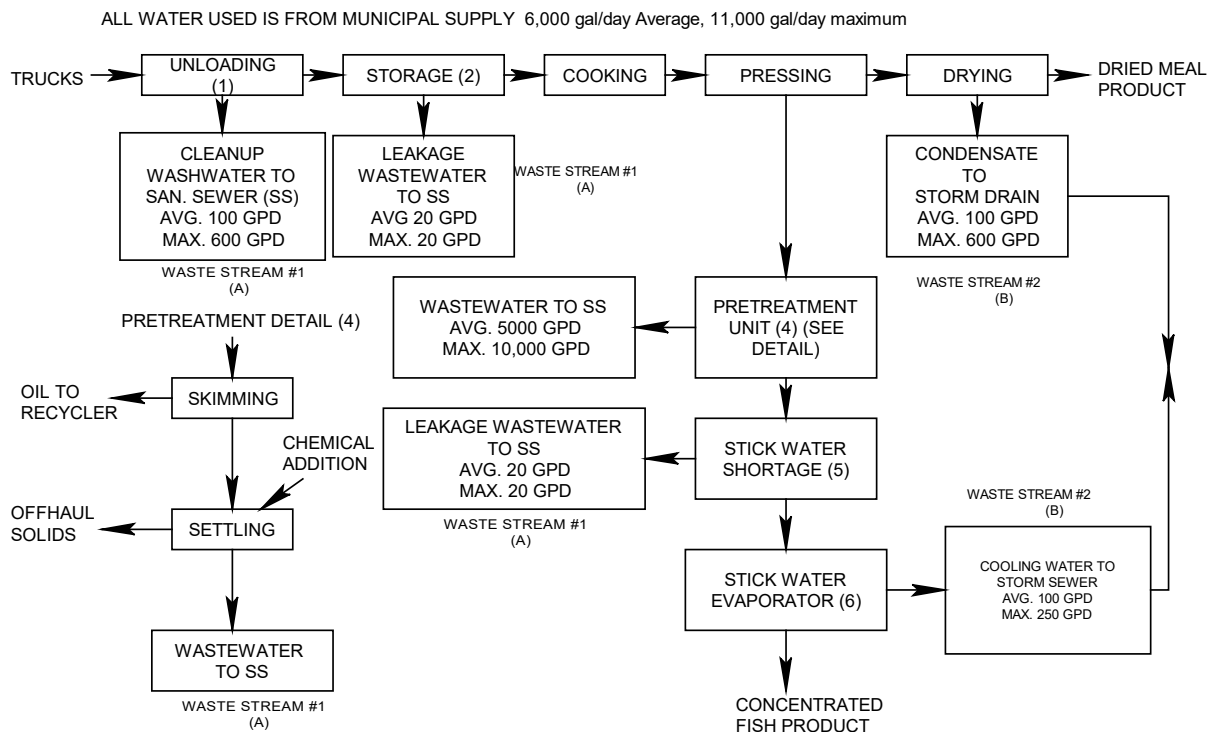 ALL WATER USED IS FROM MUNICIPAL SUPPLY 6,000 gal/day Average, 11,000 gal/day maximum
TRUCKS
UNLOADING
(1)
STORAGE (2)
COOKING
PRESSING
DRYING
DRIED MEAL
PRODUCT
CLEANUP
WASHWATER TO
SAN. SEWER (SS)
AVG. 100 GPD
MAX. 600 GPD
WASTE STREAM #1
(A)
LEAKAGE
WASTEWATER
TO SS
AVG 20 GPD
MAX. 20 GPD
WASTE STREAM #1
(A)
CONDENSATE
TO
STORM DRAIN
AVG. 100 GPD
MAX. 600 GPD
WASTE STREAM #2
(B)
WASTEWATER TO SS
AVG. 5000 GPD
MAX. 10,000 GPD
PRETREATMENT
UNIT (4) (SEE
DETAIL)
PRETREATMENT DETAIL (4)
OIL TO
RECYCLER
SKIMMING
CHEMICAL
ADDITION
OFFHAUL
SOLIDS
SETTLING
WASTEWATER
TO SS
WASTE STREAM #1
(A)
LEAKAGE WASTEWATER
TO SS
AVG. 20 GPD
MAX. 20 GPD
WASTE STREAM #1
(A)
STICK WATER
SHORTAGE (5)
STICK WATER
EVAPORATOR (6)
WASTE STREAM #2
(B)
COOLING WATER TO
STORM SEWER
AVG. 100 GPD
MAX. 250 GPD
CONCENTRATED
FISH PRODUCT